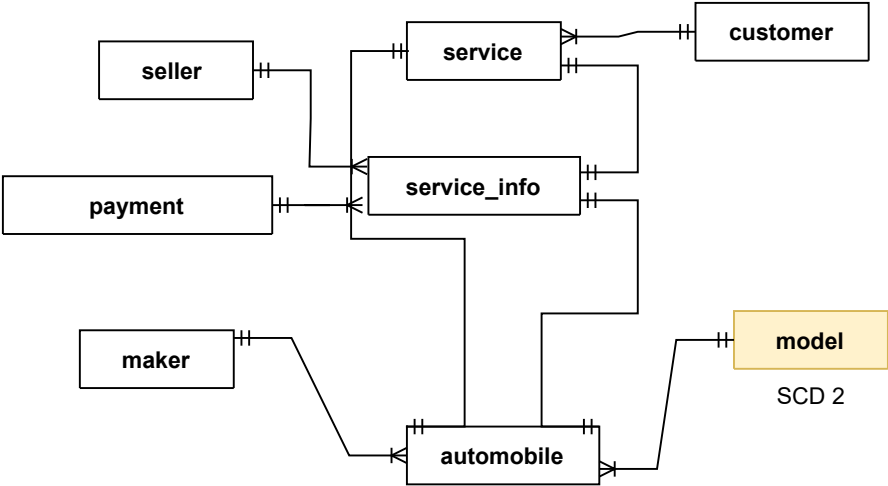 customer
service
seller
service_info
payment
model
maker
SCD 2
automobile